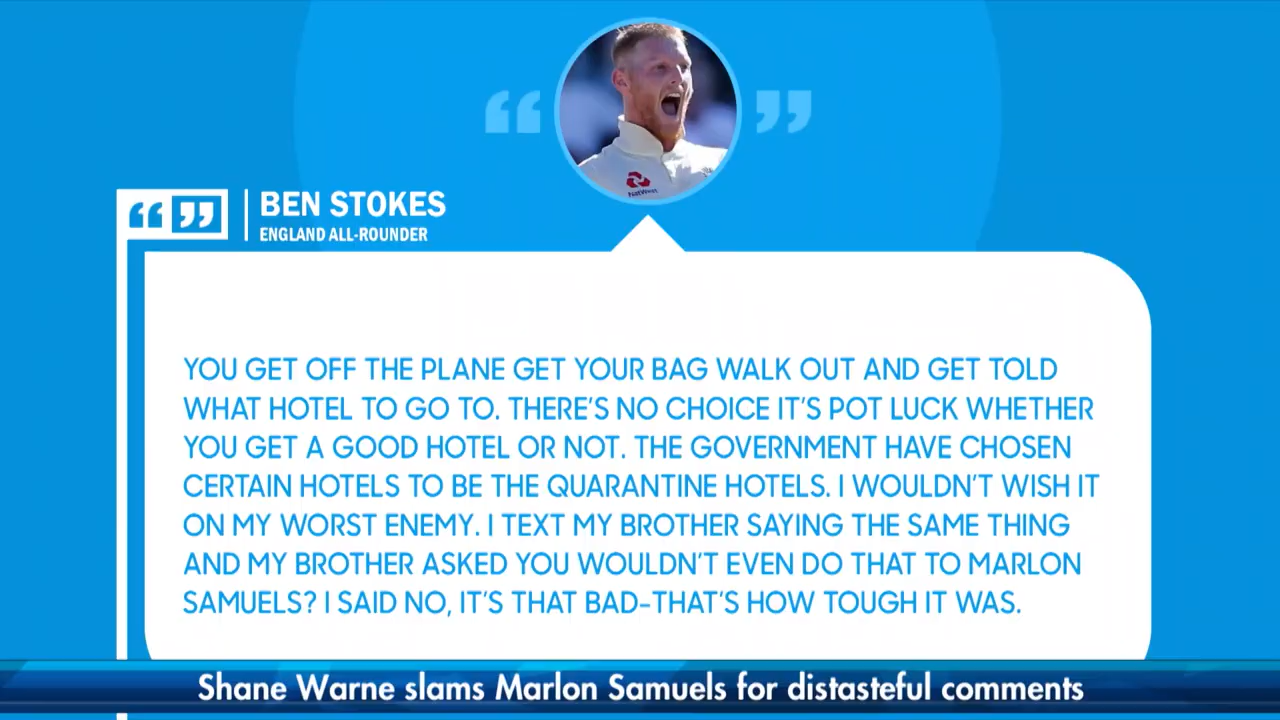 NatWest
BEN STOKES
ENGLAND ALL-ROUNDER
YOU GET OFF THE PLANE GET YOUR BAG WALK OUT AND GET TOLD
WHAT HOTEL TO GO TO. THERE'S NO CHOICE IT'S POT LUCK WHETHER
YOU GET A GOOD HOTEL OR NOT. THE GOVERNMENT HAVE CHOSEN
CERTAIN HOTELS TO BE THE QUARANTINE HOTELS. I WOULDN'T WISH IT
ON MY WORST ENEMY. I TEXT MY BROTHER SAYING THE SAME THING
AND MY BROTHER ASKED YOU WOULDN'T EVEN DO THAT TO MARLON
SAMUELS? I SAID NO, IT'S THAT BAD-THAT'S HOW TOUGH IT WAS.
Shane Warne slams Marlon Samuels for distasteful comments